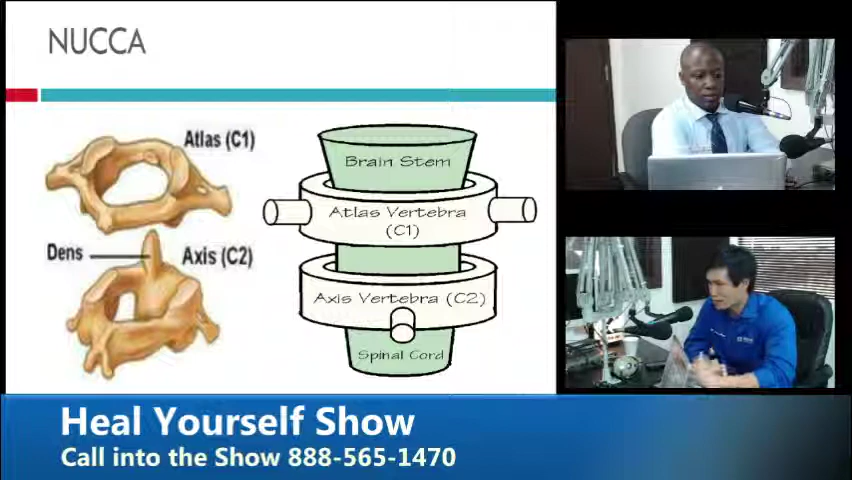 NUCCA
Atlas (C1)
Dens
Axis (C2)
Brain Stem
Atlas Vertebra
(C1)
Axis Vertebra (C2)
Spinal Cord
Heal Yourself Show
Call into the Show 888-565-1470